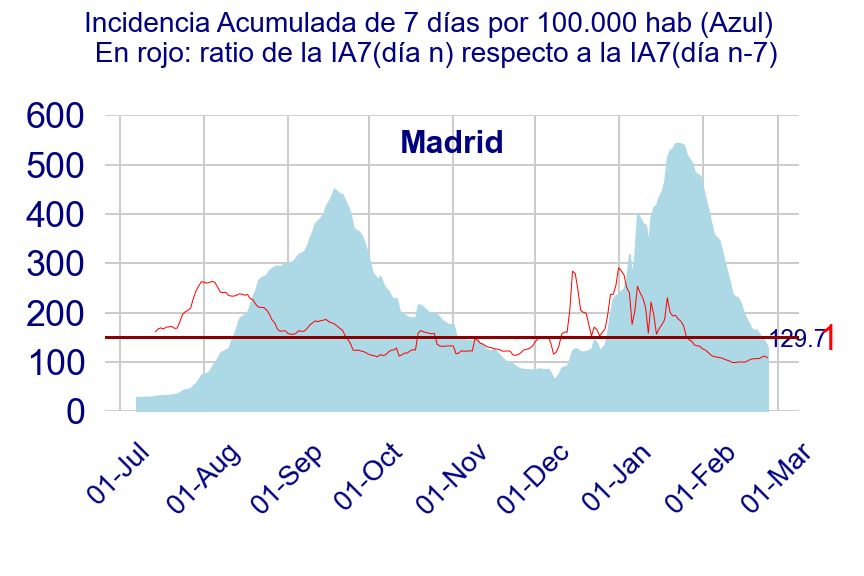 Incidencia Acumulada de 7 días por 100.000 hab (Azul)
En rojo: ratio de la IA7(día n) respecto a la IA7(día n-7)
Madrid
600
500
400
300
200
100
0
129.7
1
01-Jul
01-Aug
01-Sep
01-Oct
01-Nov
01-Dec
01-Jan
01-Feb
01-Mar